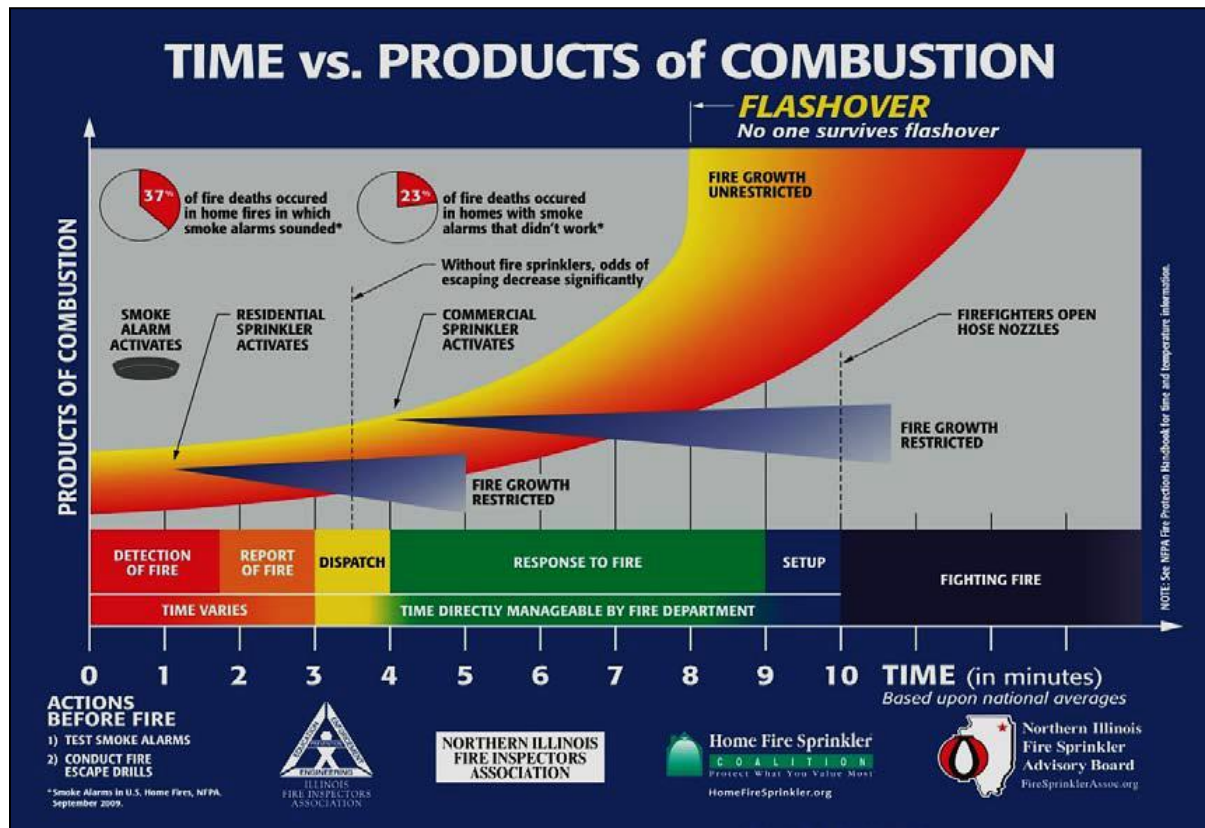 TIME vs. PRODUCTS of COMBUSTION
FLASHOVER
No one survives flashover
PRODUCTS OF COMBUSTION
37%
of fire deaths occured
in home fires in which
smoke alarms sounded*
23%
of fire deaths occured
in homes with smoke
alarms that didn't work*
FIRE GROWTH
UNRESTRICTED
Without fire sprinklers, odds of
escaping decrease significantly
SMOKE
ALARM
ACTIVATES
RESIDENTIAL
SPRINKLER
ACTIVATES
COMMERCIAL
SPRINKLER
ACTIVATES
FIREFIGHTERS OPEN
HOSE NOZZLES
FIRE GROWTH
RESTRICTED
FIRE GROWTH
RESTRICTED
NOTE: See NFPA Fire Protection Handbook for time and temperature information.
DETECTION
OF FIRE
REPORT
OF FIRE
DISPATCH
RESPONSE TO FIRE
SETUP
FIGHTING FIRE
TIME VARIES
TIME DIRECTLY MANAGEABLE BY FIRE DEPARTMENT
0 1 2 3 4 5 6 7 8 9 10 TIME (in minutes)
Based upon national averages
ACTIONS
BEFORE FIRE
1) TEST SMOKE ALARMS
2) CONDUCT FIRE
ESCAPE DRILLS
*Smoke Alarms in U.S. Home Fires, NFPA.
September 2009.
EDUCATION
ENFORCEMENT
ENGINEERING
ILLINOIS
FIRE INSPECTORS
ASSOCIATION
NORTHERN ILLINOIS
FIRE INSPECTORS
ASSOCIATION
Home Fire Sprinkler
COALITION
Protect What You Value Most
HomeFireSprinkler.org
Northern Illinois
Fire Sprinkler
Advisory Board
FireSprinklerAssoc.org